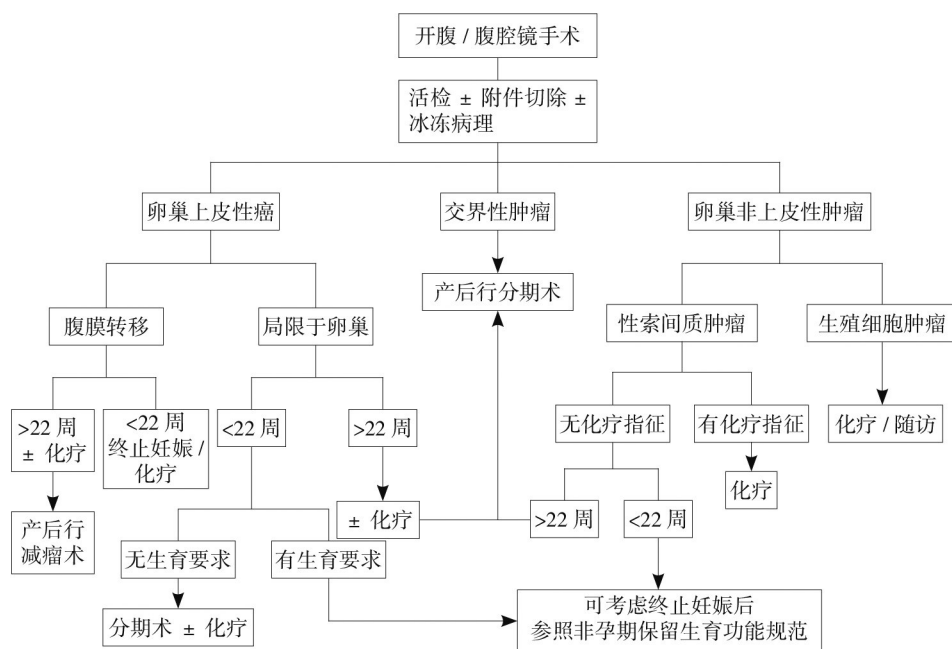 开腹 / 腹腔镜手术
活检 ± 附件切除 ±
冰冻病理
卵巢上皮性癌
交界性肿瘤
卵巢非上皮性肿瘤
产后行分期术
腹膜转移
局限于卵巢
性索间质肿瘤
生殖细胞肿瘤
>22 周
± 化疗
<22 周
终止妊娠 /
化疗
<22 周
>22 周
无化疗指征
有化疗指征
化疗 / 随访
产后行
减瘤术
± 化疗
>22 周
<22 周
化疗
无生育要求
有生育要求
分期术 ± 化疗
可考虑终止妊娠后
参照非孕期保留生育功能规范